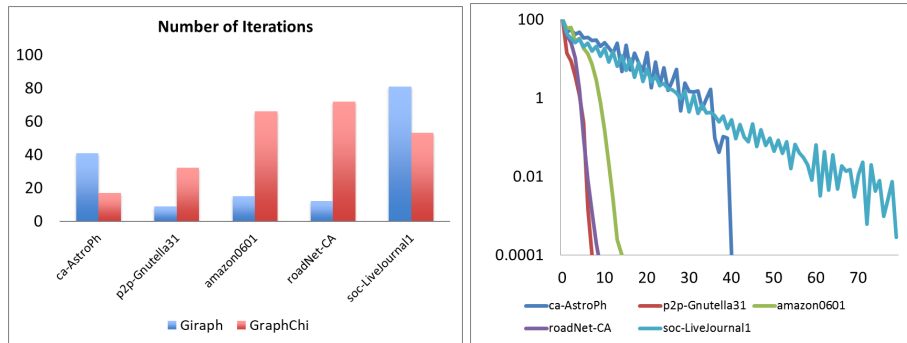 Number of Iterations
100
80
60
40
20
0
ca-AstroPh
p2p-Gnutella31
amazon0601
roadNet-CA
soc-LiveJournal1
Giraph GraphChi
100
1
0.01
0.0001
0 10 20 30 40 50 60 70
ca-AstroPh p2p-Gnutella31 amazon0601
roadNet-CA soc-LiveJournal1